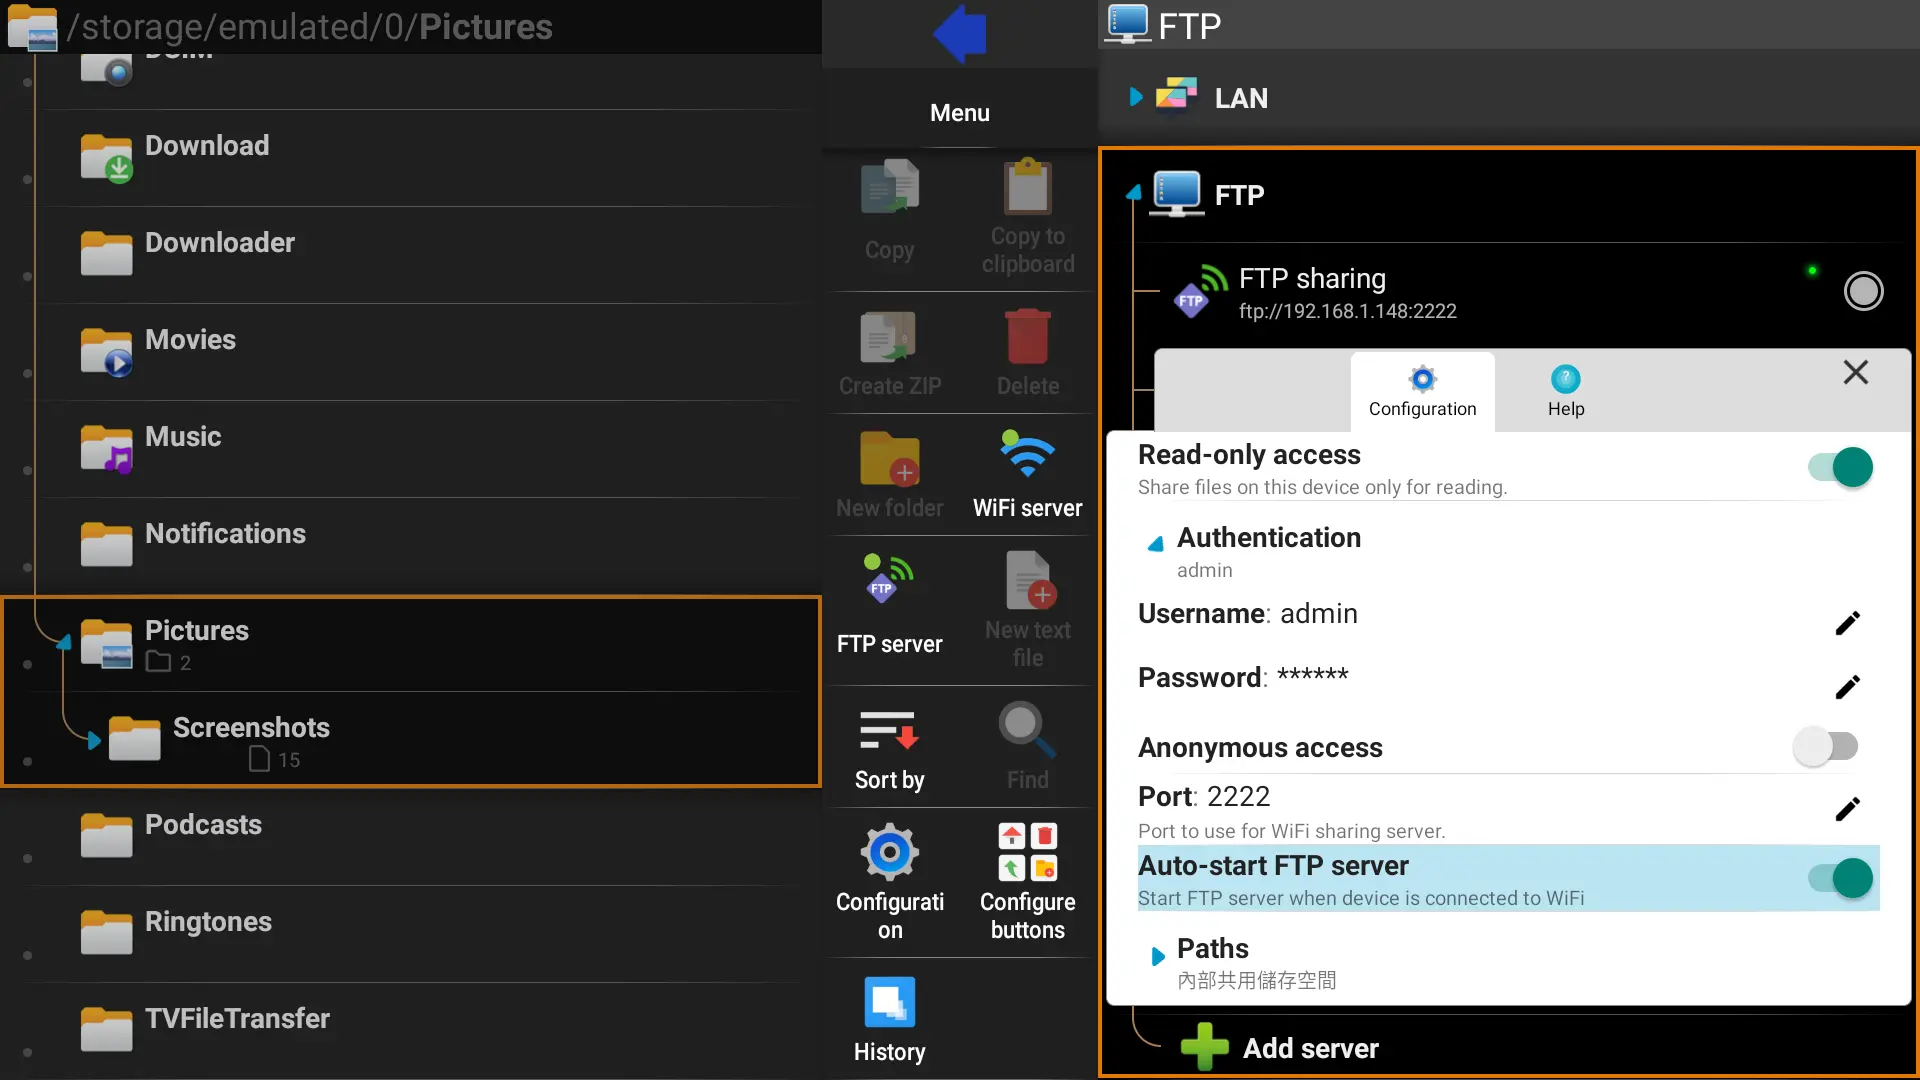 /storage/emulated/0/Pictures
DCIM
Download
Downloader
Movies
Music
Notifications
Pictures
2
Screenshots
15
Podcasts
Ringtones
TVFileTransfer
Menu
Copy
Copy to
clipboard
Create ZIP
Delete
New folder
WiFi server
FTP
FTP server
New text
file
Sort by
Find
Configurati
on
Configure
buttons
History
FTP
LAN
FTP
FTP
FTP sharing
ftp://192.168.1.148:2222
Configuration
?
Help
Read-only access
Share files on this device only for reading.
Authentication
admin
Username: admin
Password: ******
Anonymous access
Port: 2222
Port to use for WiFi sharing server.
Auto-start FTP server
Start FTP server when device is connected to WiFi
Paths
內部共用儲存空間
Add server